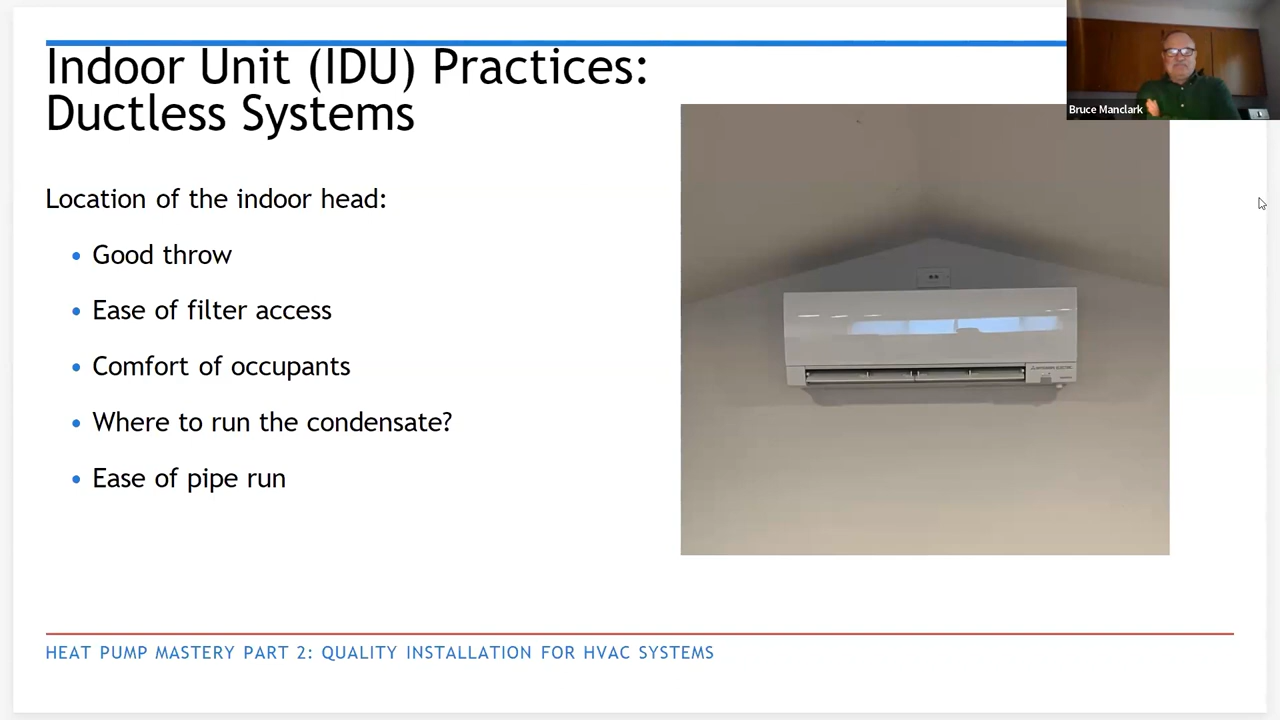 Indoor Unit (IDU) Practices:
Ductless Systems
Bruce Manclark
Location of the indoor head:
• Good throw
• Ease of filter access
• Comfort of occupants
• Where to run the condensate?
• Ease of pipe run
MITSUBISHI ELECTRIC
HEAT PUMP MASTERY PART 2: QUALITY INSTALLATION FOR HVAC SYSTEMS